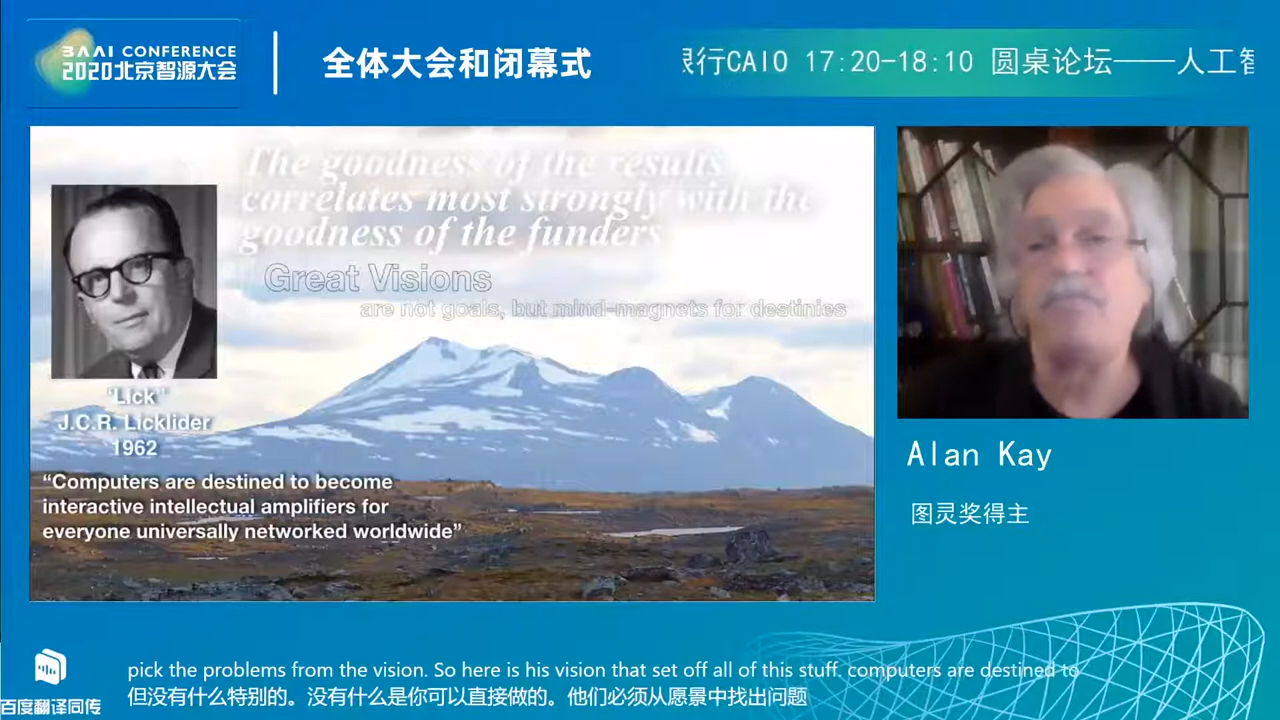 BAAI CONFERENCE
2020北京智源大会
全体大会和闭幕式
行CAIO 17:20-18:10 圆桌论坛——人工
The goodness of the results
correlates most strongly with the
goodness of the funders
Great Visions
are not goals, but mind-magnets for destinies
"Lick"
J.C.R. Licklider
1962
“Computers are destined to become
interactive intellectual amplifiers for
everyone universally networked worldwide”
Alan Kay
图灵奖得主
pick the problems from the vision. So here is his vision that set off all of this stuff. computers are destined to
但没有什么特别的。没有什么是你可以直接做的。他们必须从愿景中找出问题
百度翻译同传